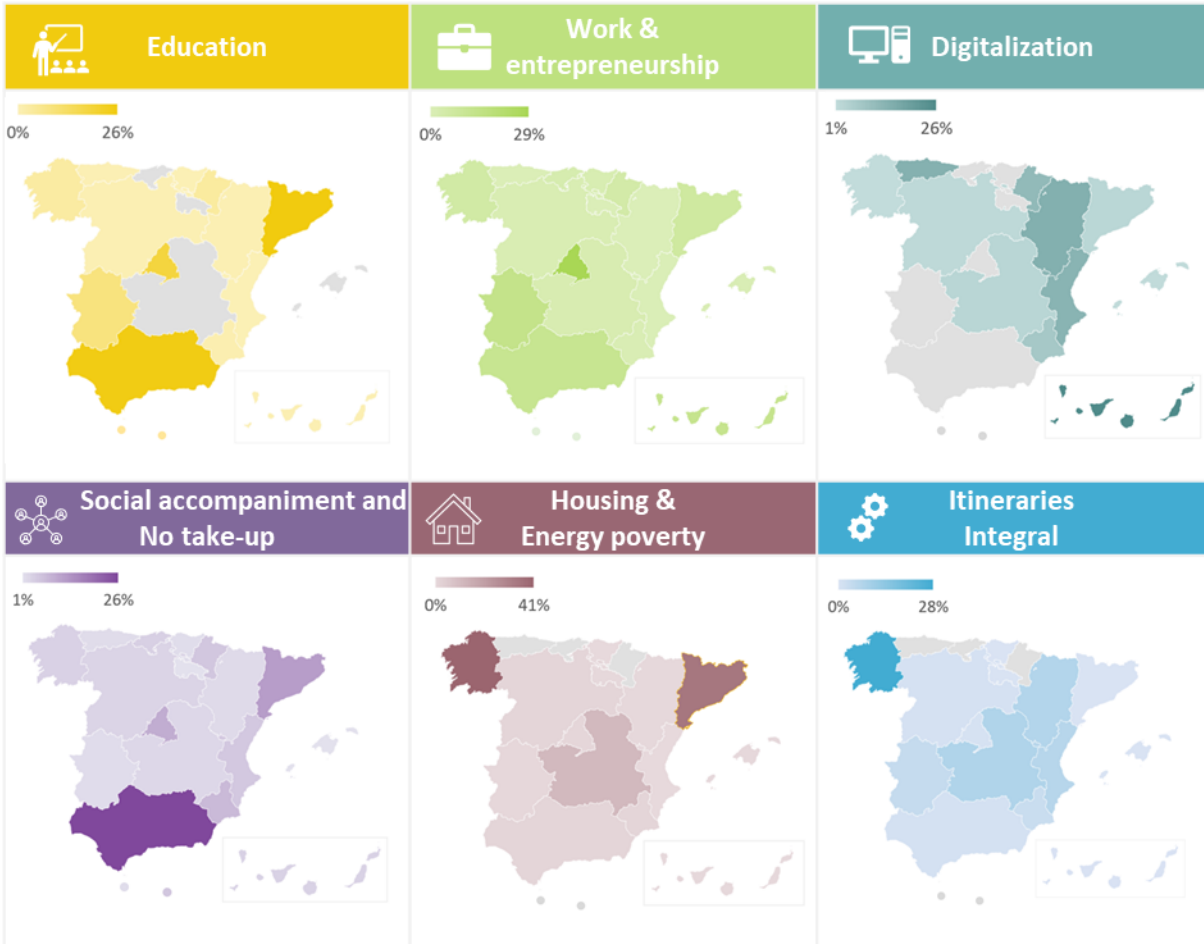 Education
Work &
entrepreneurship
Digitalization
0%
26%
0%
29%
1%
26%
Social accompaniment and
No take-up
Housing &
Energy poverty
Itineraries
Integral
1%
26%
0%
41%
0%
28%